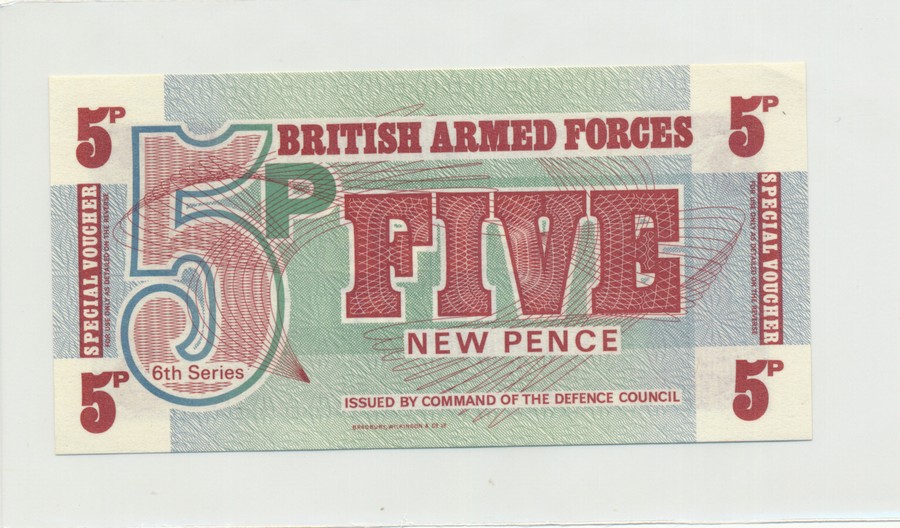 5P
5P
BRITISH ARMED FORCES
5P
SPECIAL VOUCHER
FOR USE ONLY AS DETAILED ON THE REVERSE
5P
FIVE
NEW PENCE
6th Series
ISSUED BY COMMAND OF THE DEFENCE COUNCIL
BRADBURY, WILKINSON & Co Ld
SPECIAL VOUCHER
FOR USE ONLY AS DETAILED ON THE REVERSE
5P
5P